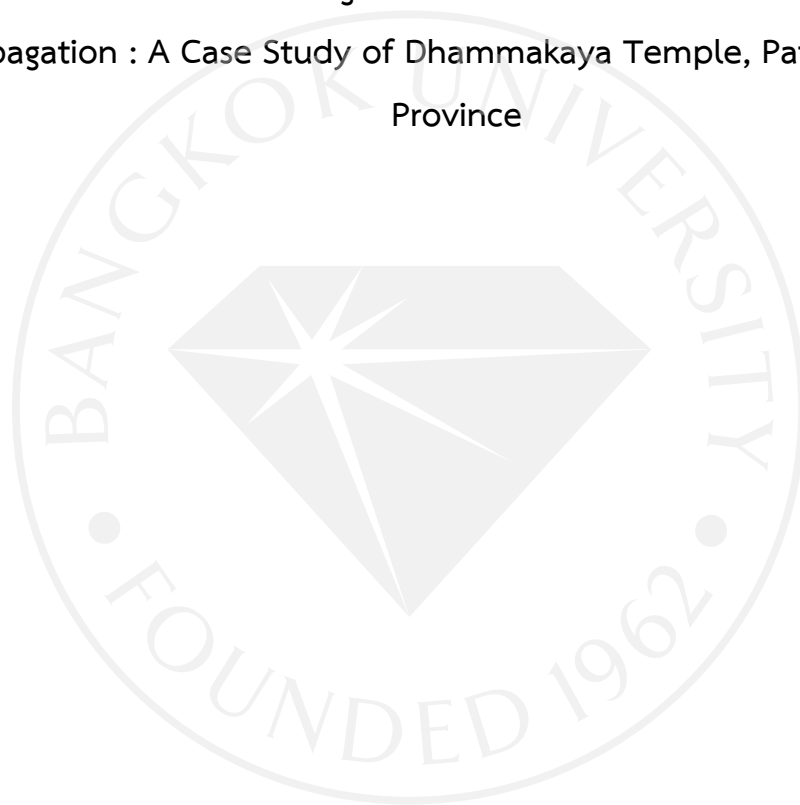 pagation : A Case Study of Dhammakaya Temple, Pa
Province
BANGKOK UNIVERSITY
FOUNDED 1962